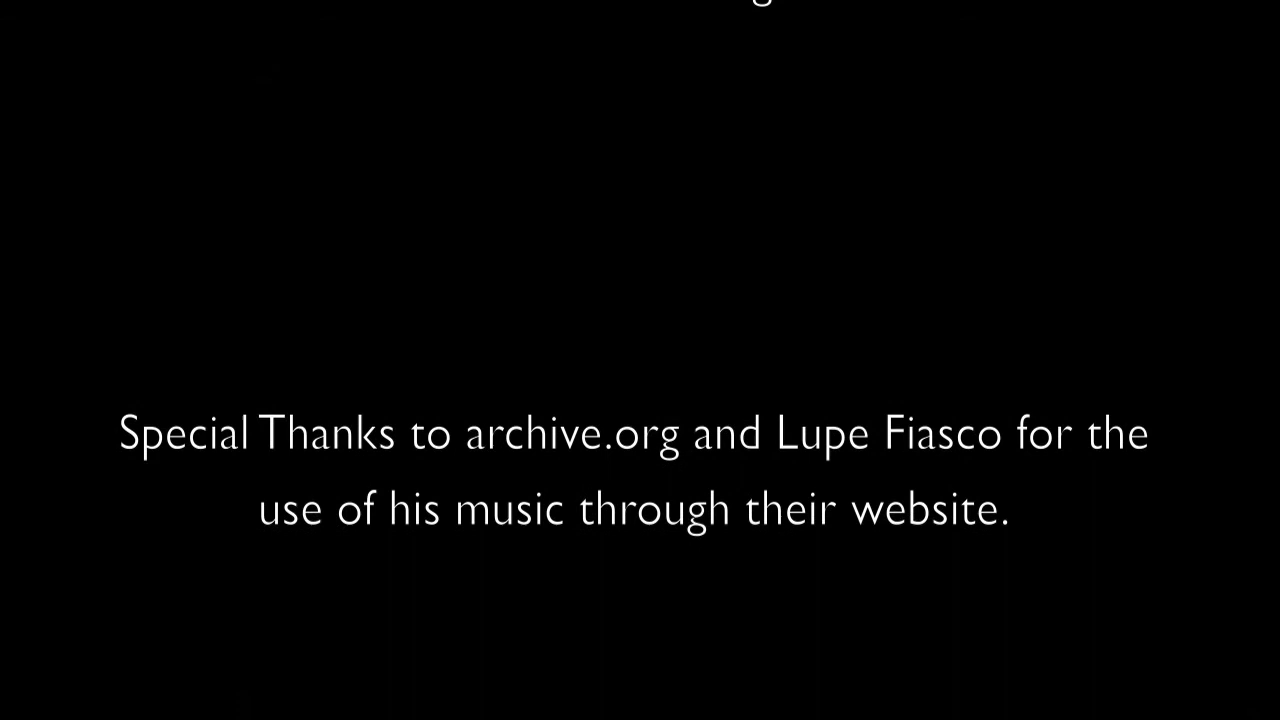 Special Thanks to archive.org and Lupe Fiasco for the
use of his music through their website.